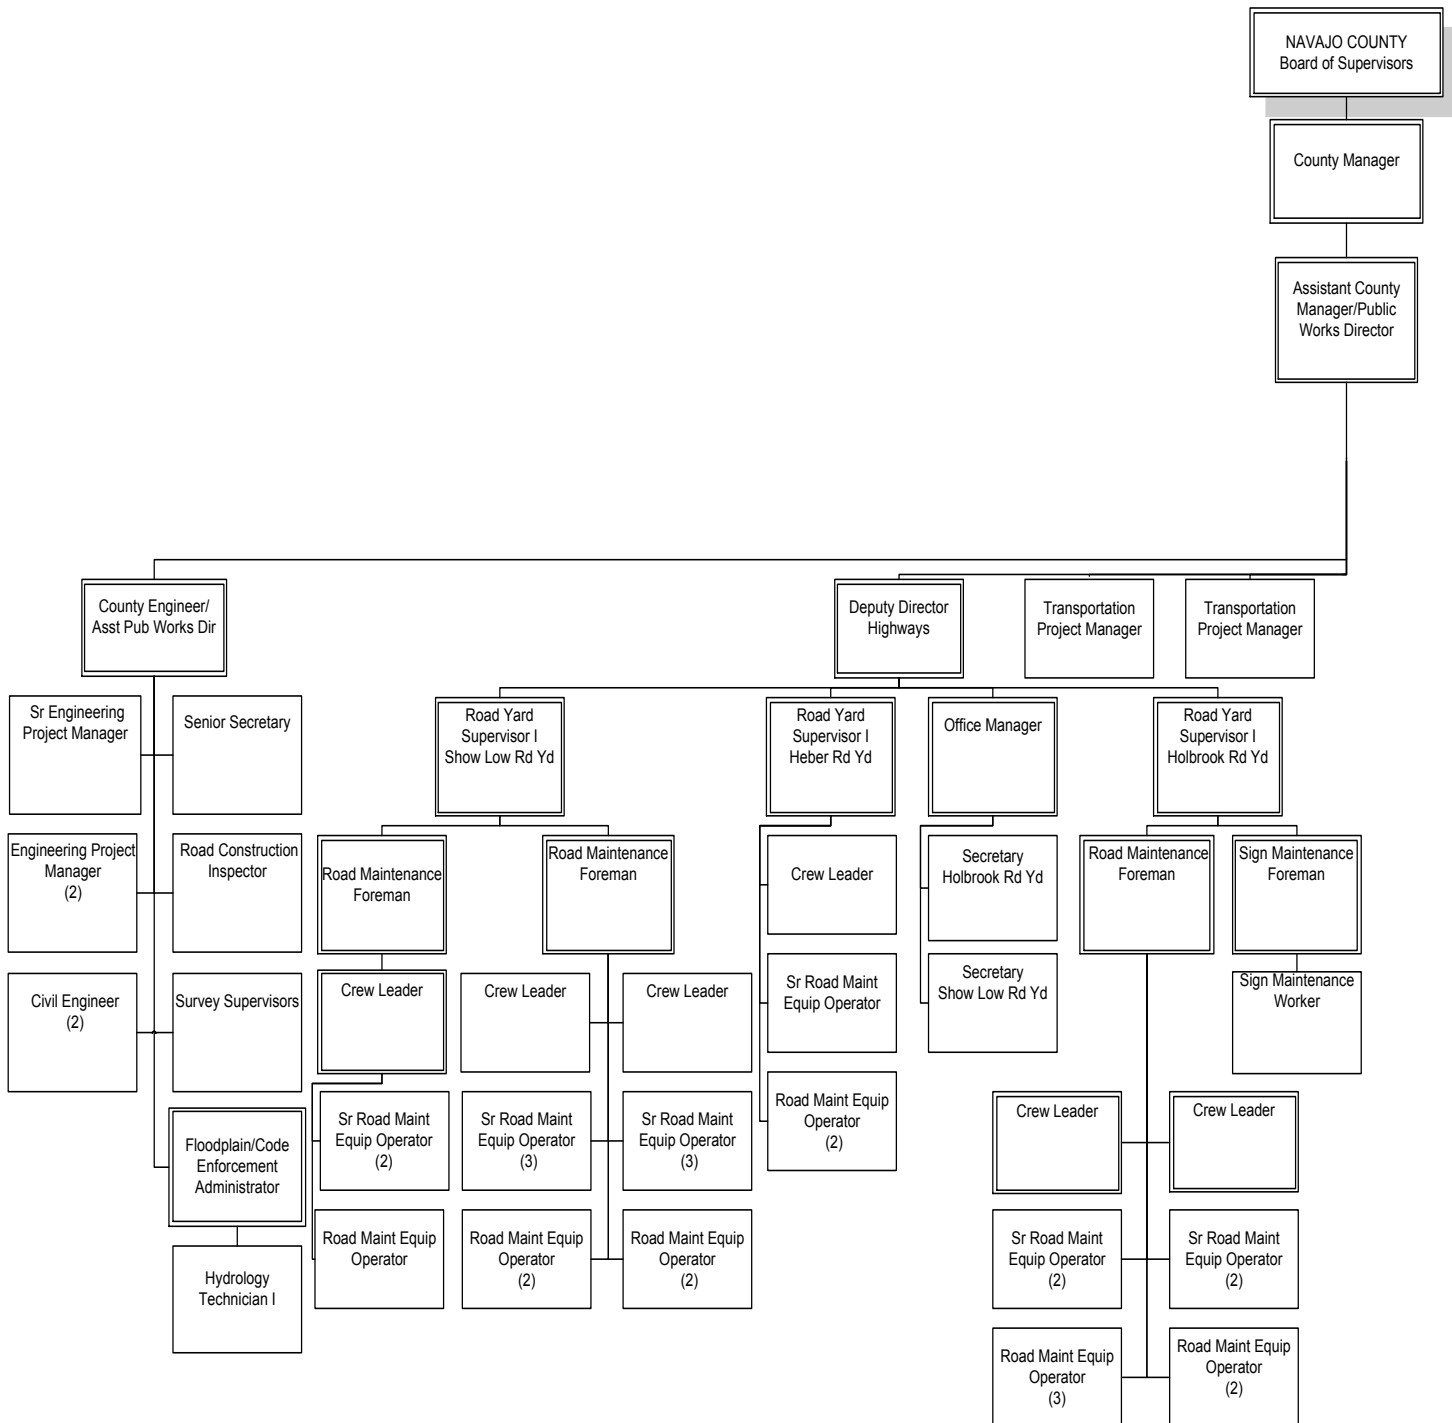 NAVAJO COUNTY
Board of Supervisors
County Manager
Assistant County
Manager/Public
Works Director
County Engineer/
Asst Pub Works Dir
Deputy Director
Highways
Transportation
Project Manager
Transportation
Project Manager
Sr Engineering
Project Manager
Senior Secretary
Engineering Project
Manager
(2)
Road Construction
Inspector
Civil Engineer
(2)
Survey Supervisors
Floodplain/Code
Enforcement
Administrator
Hydrology
Technician I
Road Yard
Supervisor I
Show Low Rd Yd
Road Yard
Supervisor I
Heber Rd Yd
Office Manager
Road Yard
Supervisor I
Holbrook Rd Yd
Road Maintenance
Foreman
Crew Leader
Sr Road Maint
Equip Operator
(2)
Road Maint Equip
Operator
Road Maintenance
Foreman
Crew Leader
Crew Leader
Sr Road Maint
Equip Operator
(3)
Sr Road Maint
Equip Operator
(3)
Road Maint Equip
Operator
(2)
Road Maint Equip
Operator
(2)
Crew Leader
Sr Road Maint
Equip Operator
Road Maint Equip
Operator
(2)
Secretary
Holbrook Rd Yd
Secretary
Show Low Rd Yd
Road Maintenance
Foreman
Sign Maintenance
Foreman
Sign Maintenance
Worker
Crew Leader
Crew Leader
Sr Road Maint
Equip Operator
(2)
Sr Road Maint
Equip Operator
(2)
Road Maint Equip
Operator
(3)
Road Maint Equip
Operator
(2)